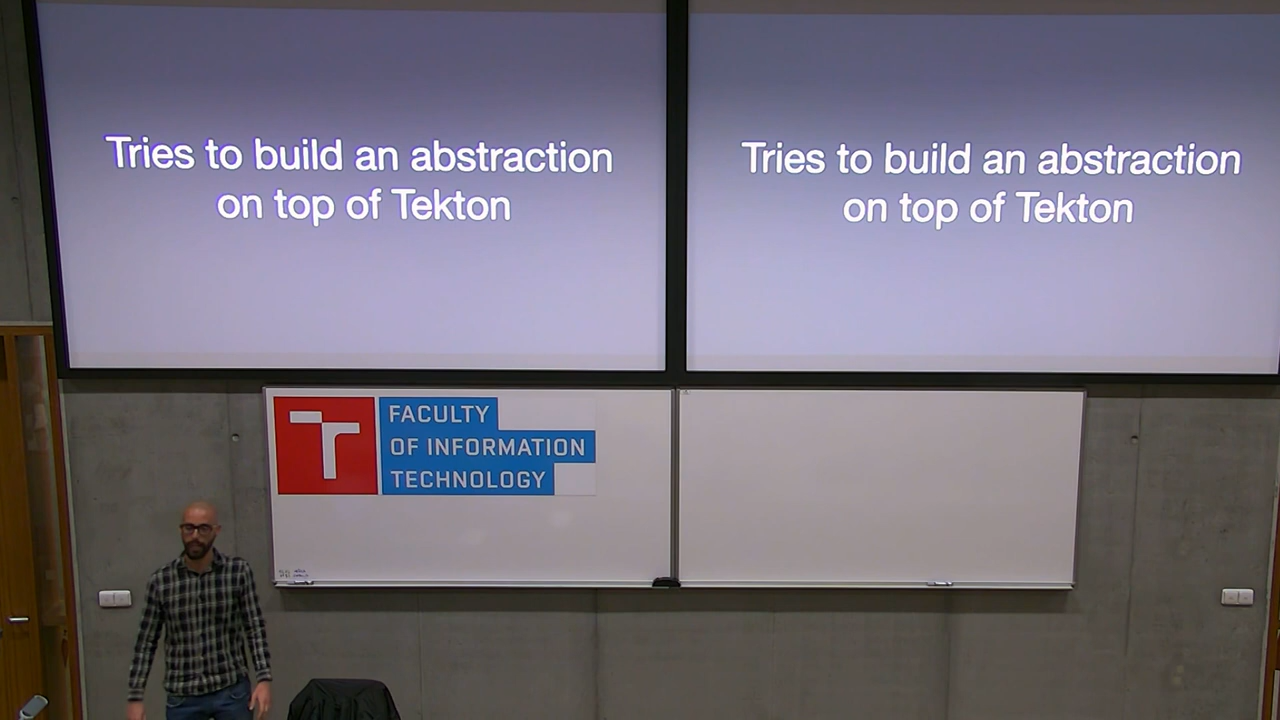 Tries to build an abstraction
on top of Tekton
Tries to build an abstraction
on top of Tekton
FACULTY
OF INFORMATION
TECHNOLOGY